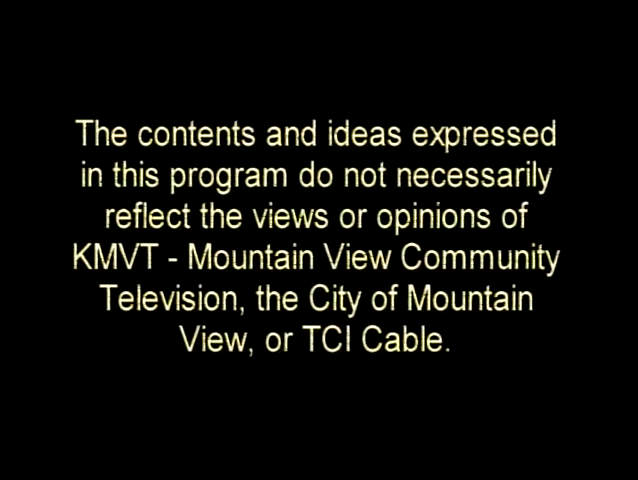 The contents and ideas expressed
in this program do not necessarily
reflect the views or opinions of
KMVT - Mountain View Community
Television, the City of Mountain
View, or TCI Cable.